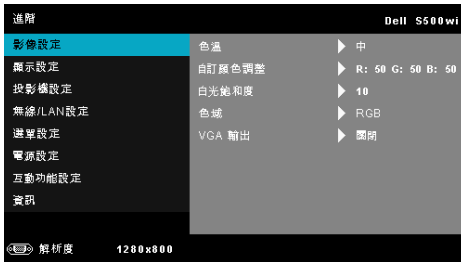 進階 Dell S500wi
影像設定
顯示設定
投影機設定
無線/LAN設定
選單設定
電源設定
互動功能設定
資訊
色溫 中
自訂顏色調整 R: 50 G: 50 B: 50
白光飽和度 10
色域 RGB
VGA 輸出 關閉
解析度 1280x800